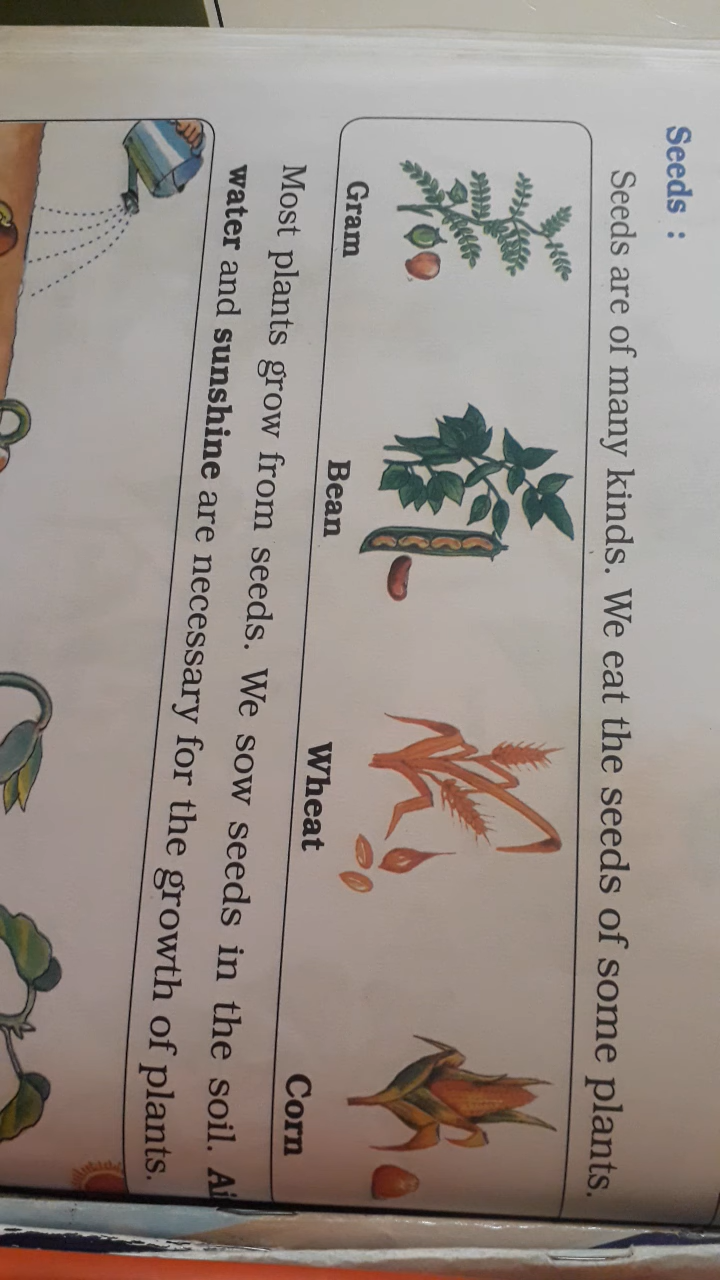 Seeds :
Seeds are of many kinds. We eat the seeds of some plants.
Gram Bean Wheat Corn
Most plants grow from seeds. We sow seeds in the soil.
water and sunshine are necessary for the growth of plants.